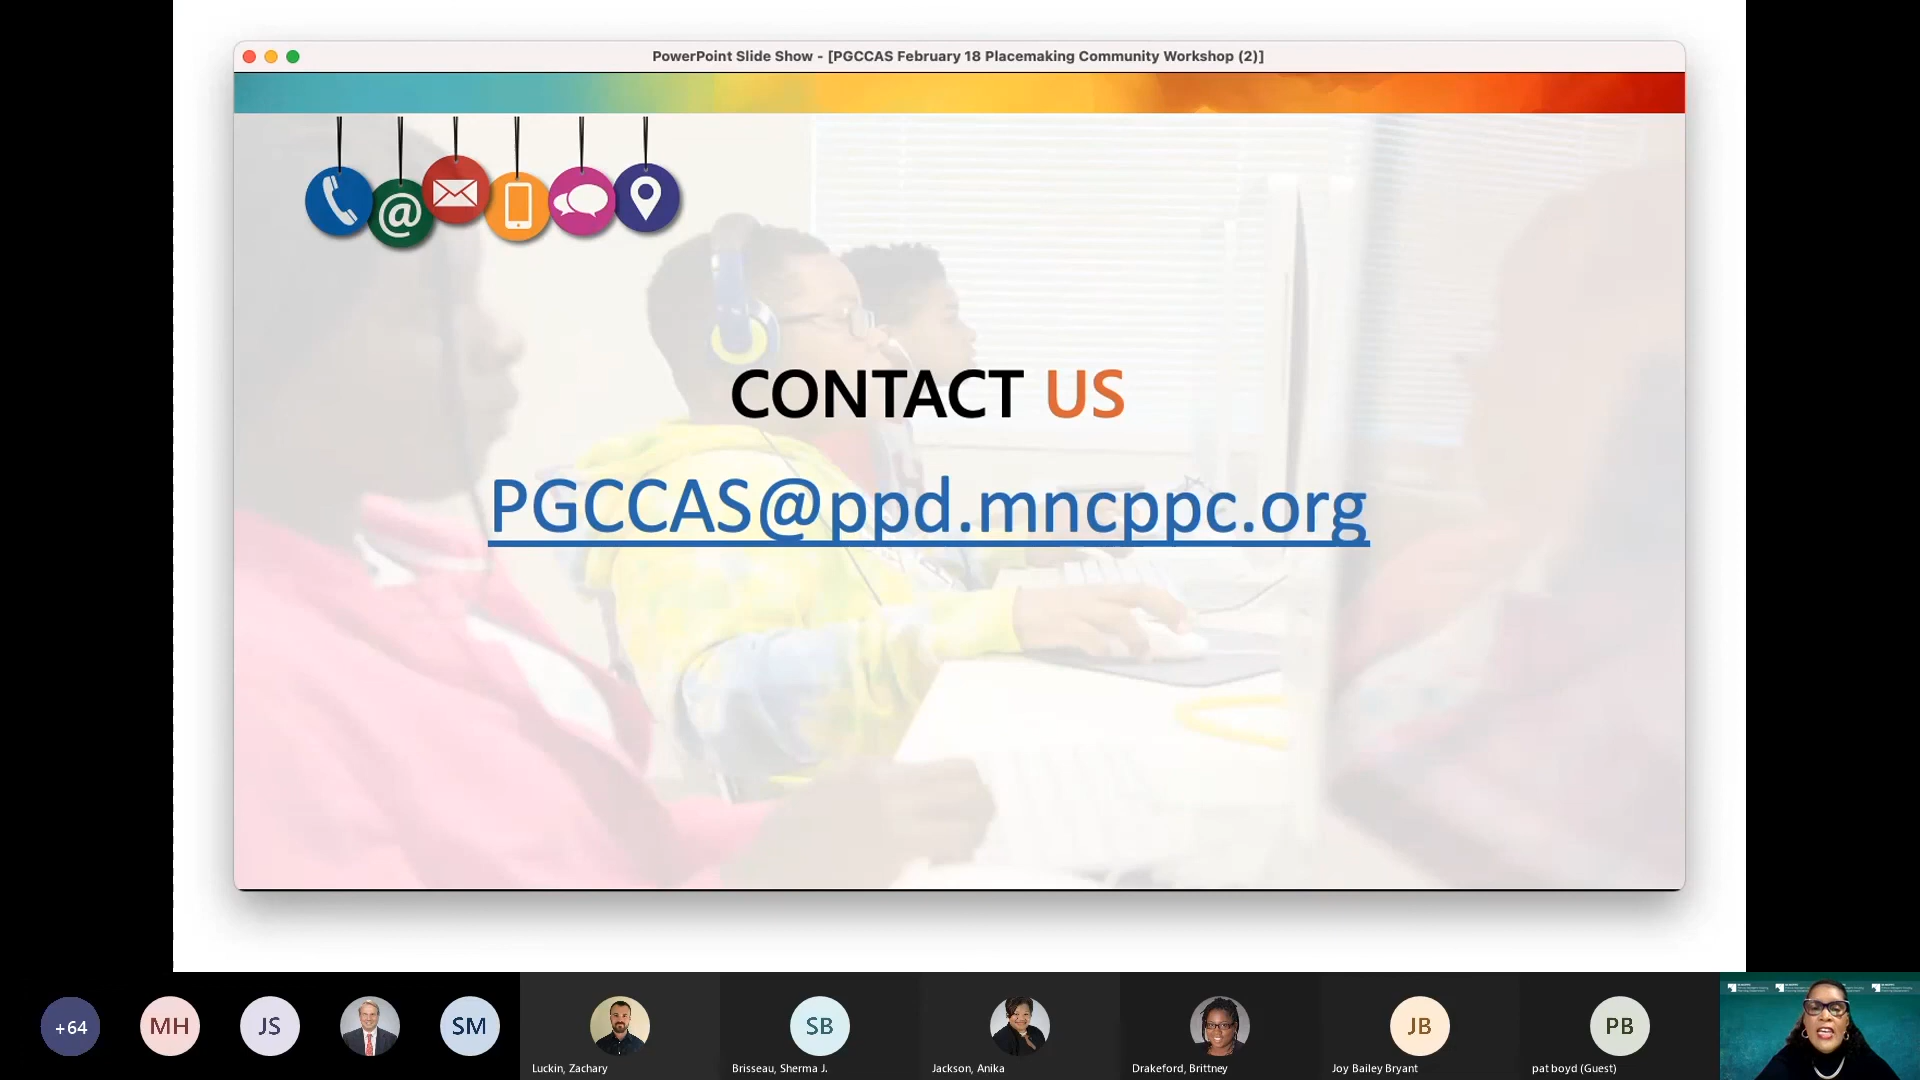 PowerPoint Slide Show - [PGCCAS February 18 Placemaking Community Workshop (2)]
@
CONTACT US
PGCCAS@ppd.mncppc.org
+64
MH
JS
SM
SB
JB
PB
Luckin, Zachary
Brisseau, Sherma J.
Jackson, Anika
Drakeford, Brittney
Joy Bailey Bryant
pat boyd (Guest)